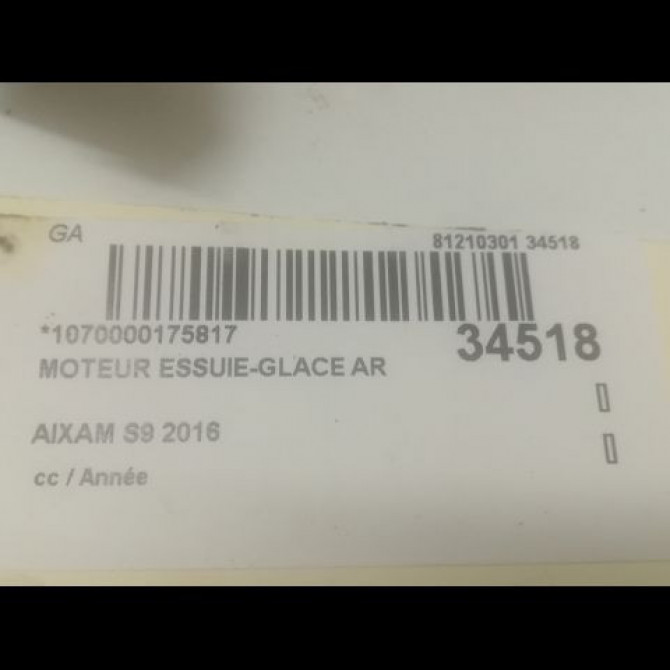 GA
81210301 34518
*1070000175817
34518
MOTEUR ESSUIE-GLACE AR
AIXAM S9 2016
cc / Année